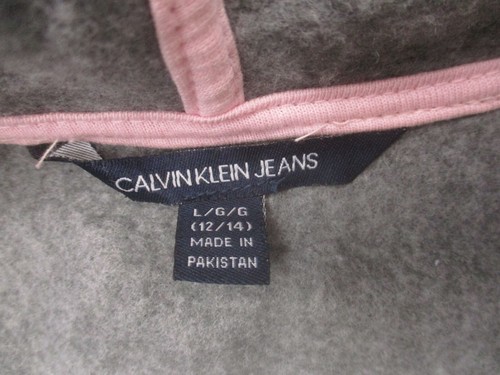 CALVIN KLEIN JEANS
L/G/G
(12/14)
MADE IN
PAKISTAN